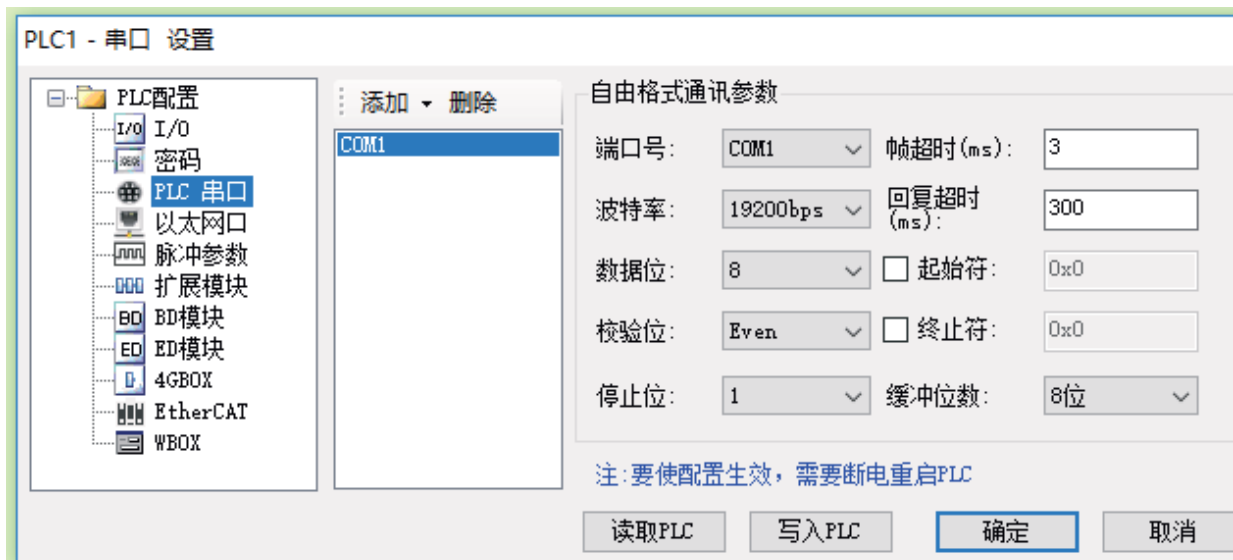 PLC1 - 串口 设置
PLC配置
I/O I/O
密码
PLC 串口
以太网口
脉冲参数
扩展模块
BD BD模块
ED ED模块
4GBOX
EtherCAT
WBOX
添加 删除
COM1
自由格式通讯参数
端口号: COM1 帧超时(ms): 3
波特率: 19200bps 回复超时
(ms): 300
数据位: 8 起始符: 0x0
校验位: Even 终止符: 0x0
停止位: 1 缓冲位数: 8位
注:要使配置生效，需要断电重启PLC
读取PLC 写入PLC 确定 取消